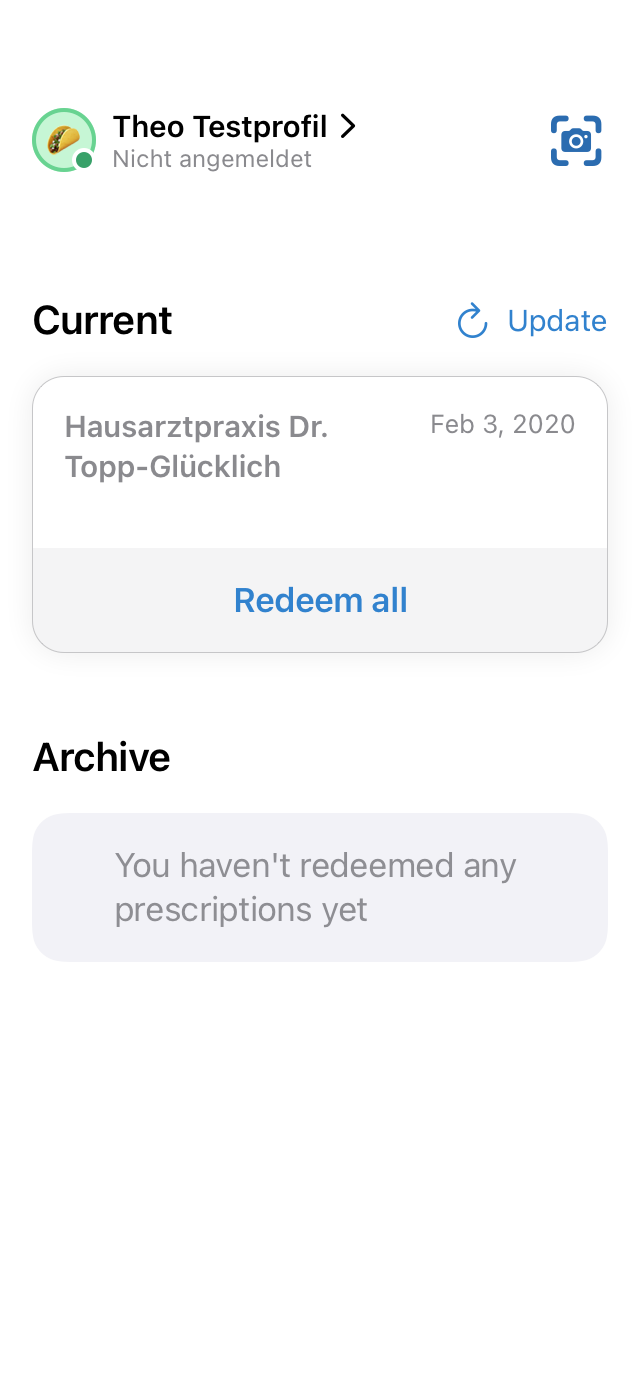 Theo Testprofil
Nicht angemeldet
Current
Update
Hausarztpraxis Dr.
Topp-Glücklich
Feb 3, 2020
Redeem all
Archive
You haven't redeemed any
prescriptions yet